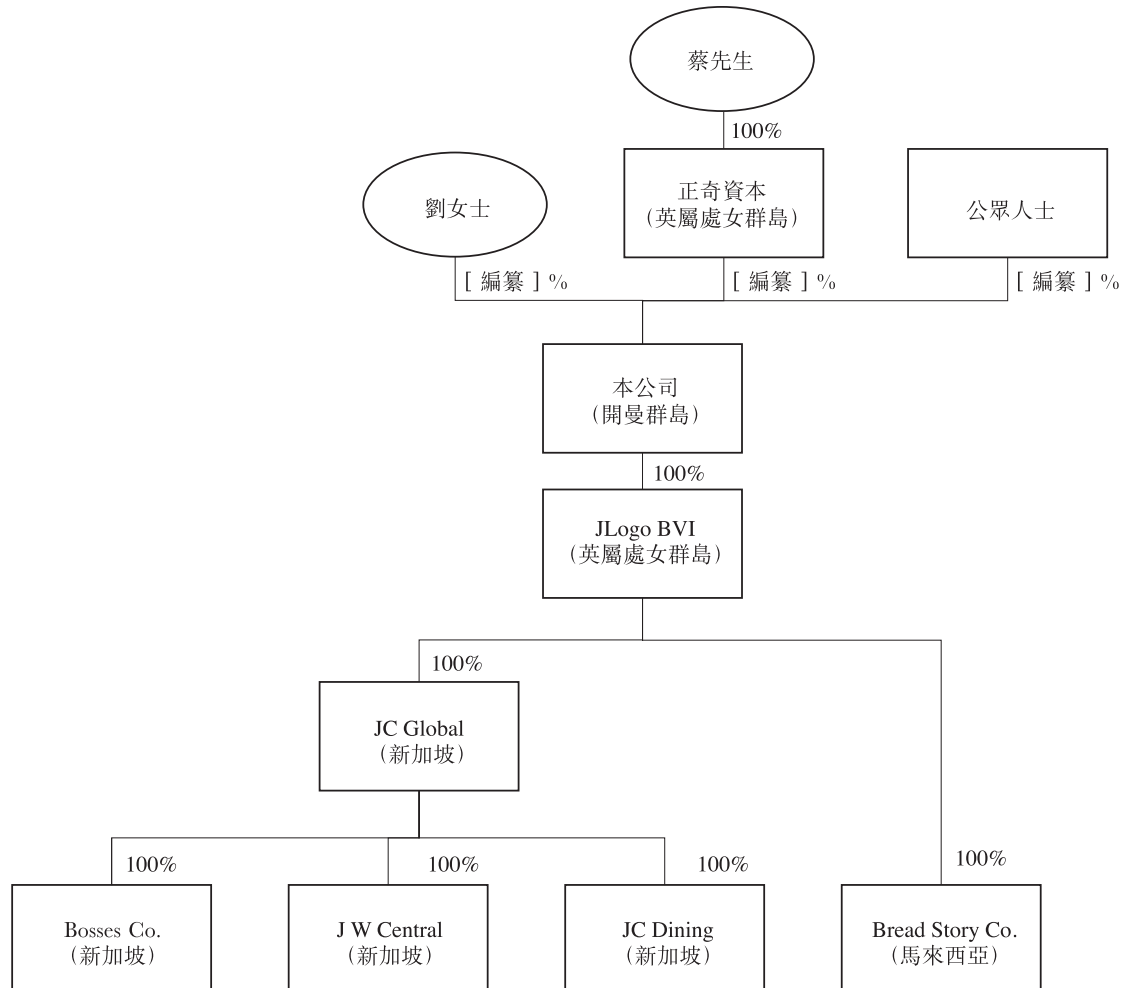 蔡先生
100%
劉女士
正奇資本
（英屬處女群島）
公眾人士
[ 編纂 ] %
[ 編纂 ] %
[ 編纂 ] %
本公司
（開曼群島）
100%
JLogo BVI
（英屬處女群島）
100%
JC Global
（新加坡）
100%
100%
100%
100%
Bosses Co.
（新加坡）
J W Central
（新加坡）
JC Dining
（新加坡）
Bread Story Co.
（馬來西亞）